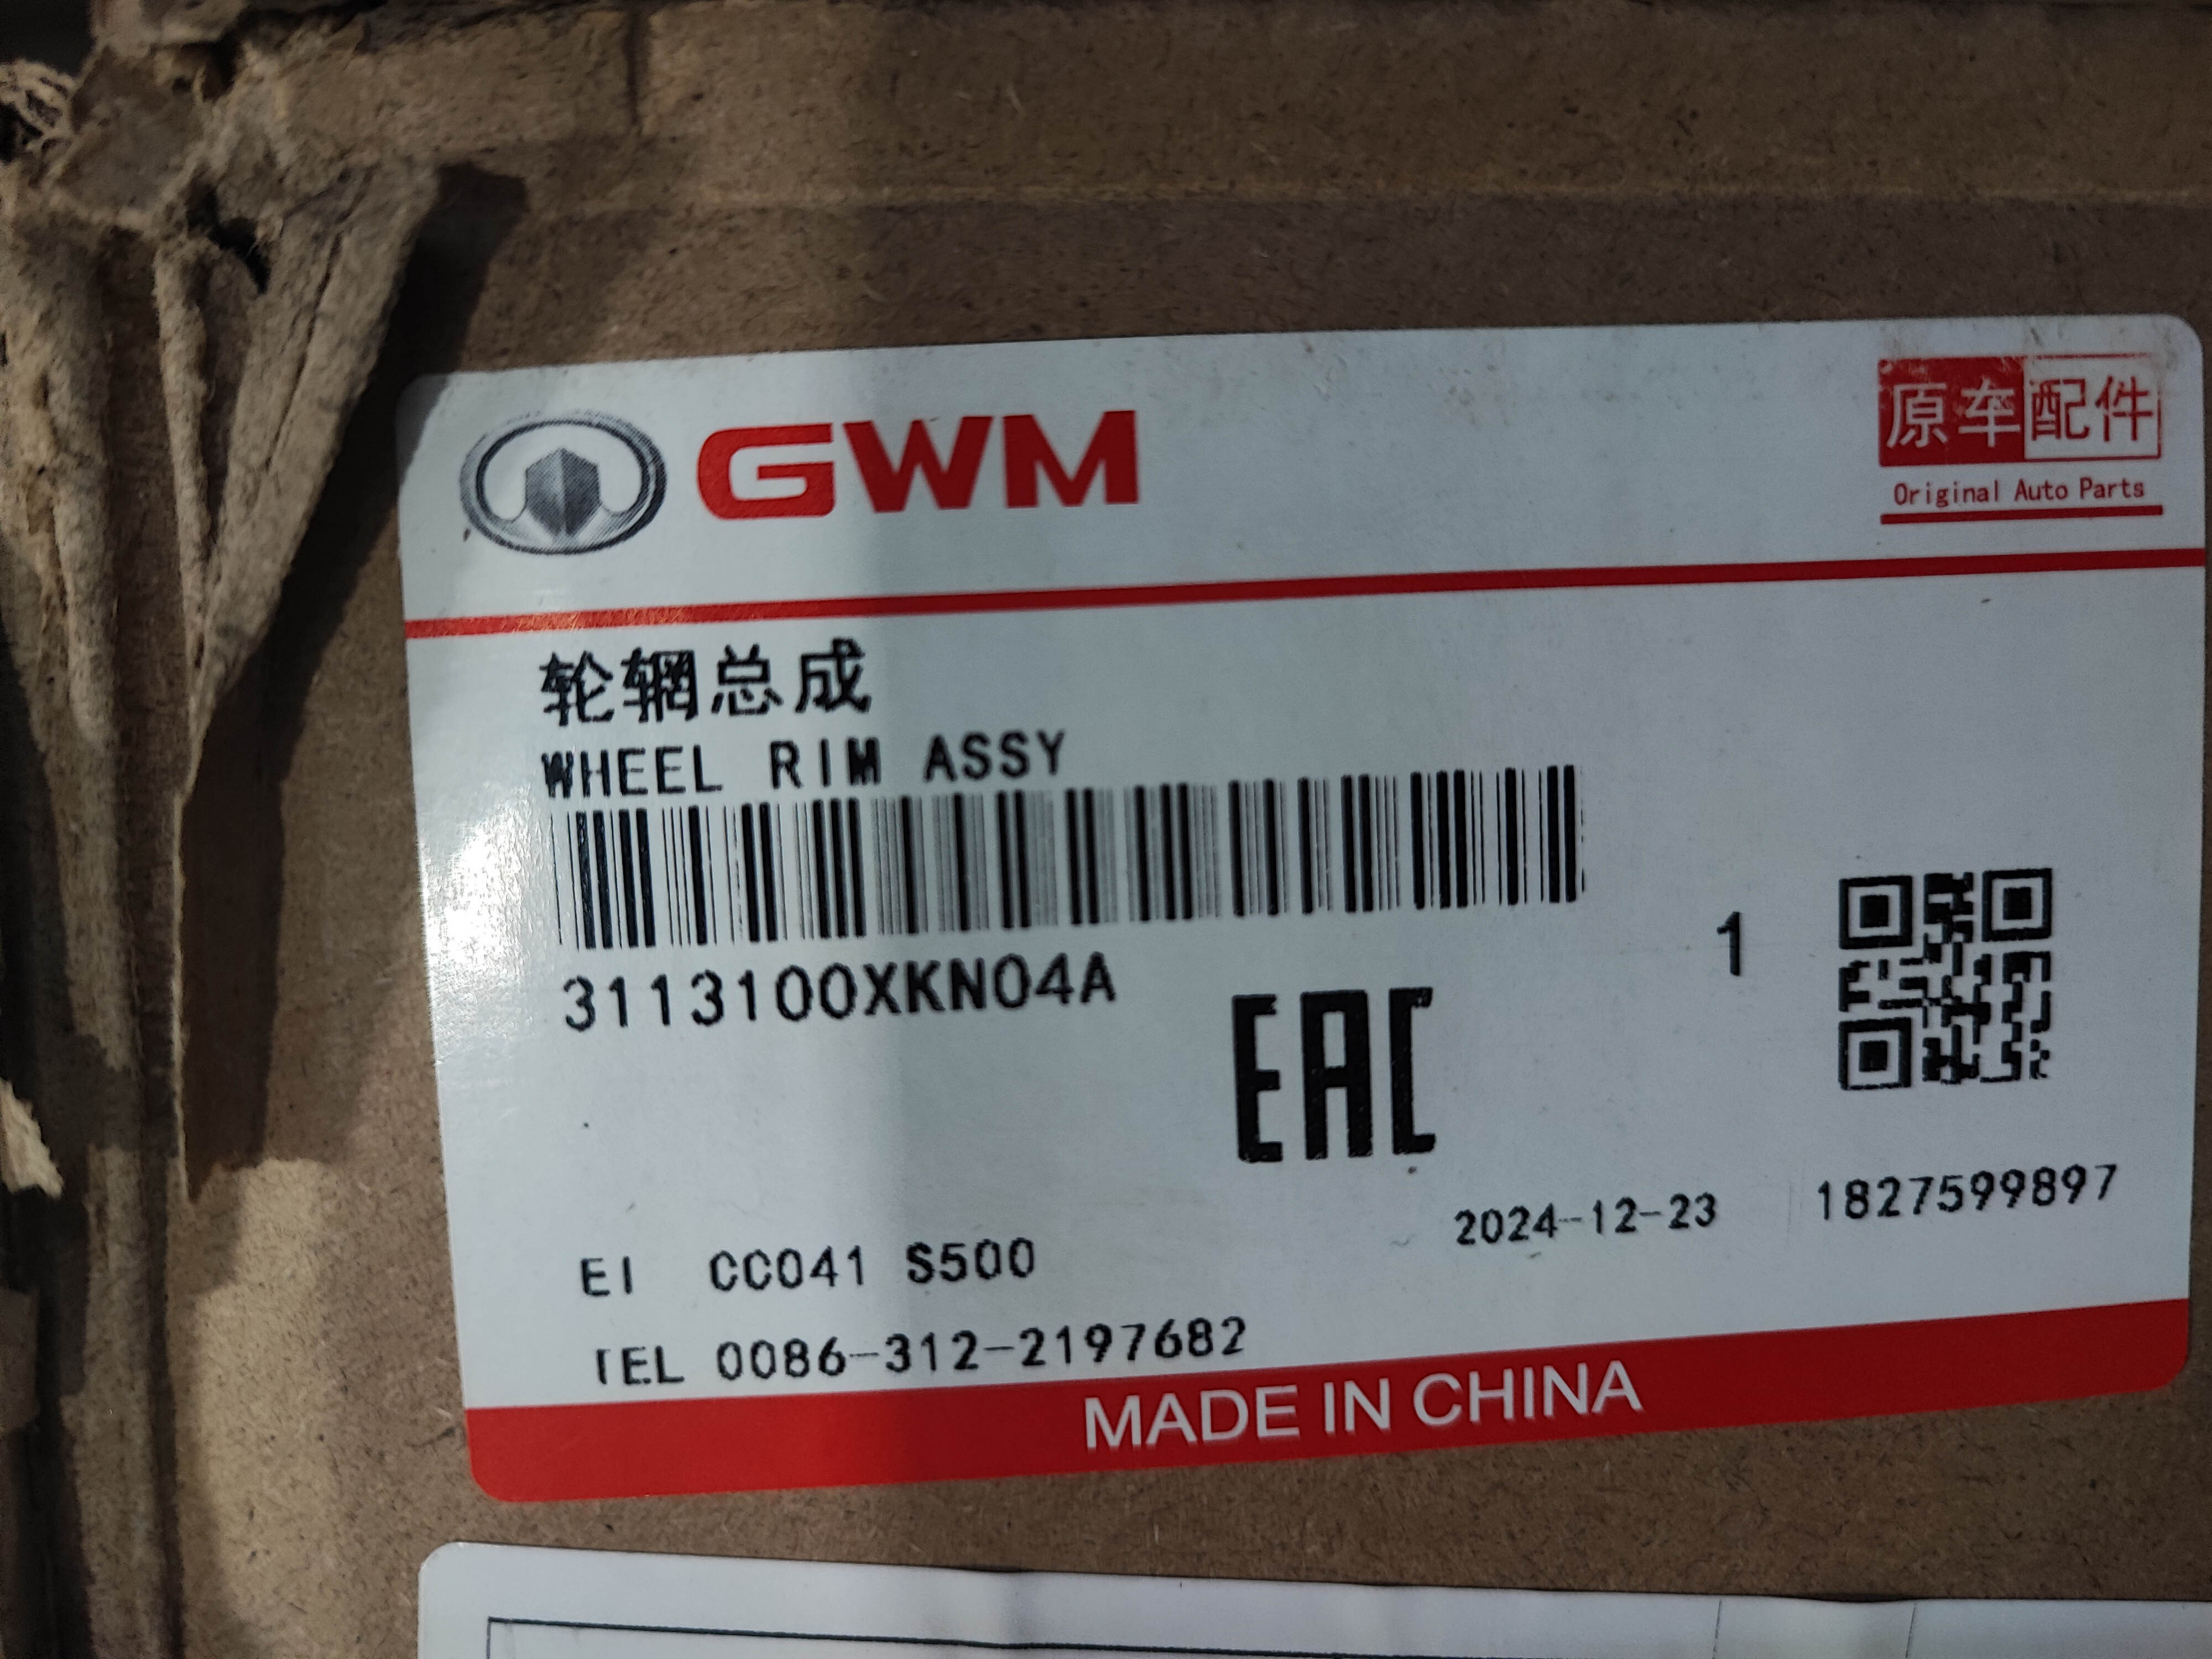 GWM
原车配件
Original Auto Parts
轮辋总成
WHEEL RIM ASSY
3113100XKN04A
1
EAC
2024-12-23 1827599897
EI CC041 S500
TEL 0086-312-2197682
MADE IN CHINA